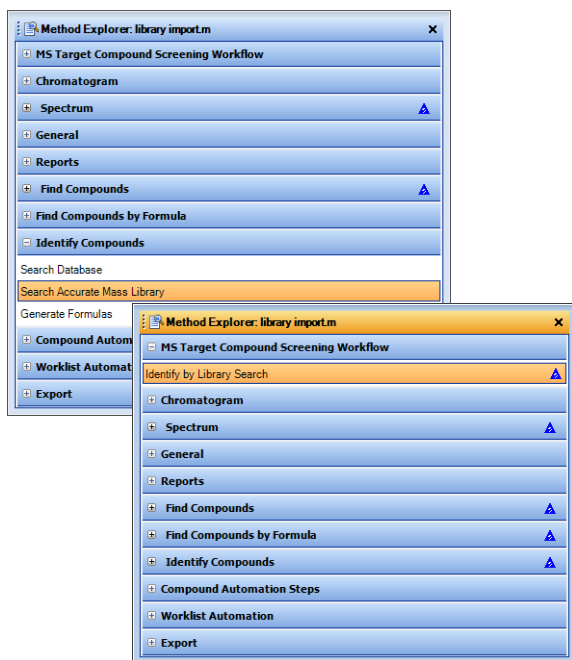 Method Explorer: library import.m
MS Target Compound Screening Workflow
Chromatogram
Spectrum
General
Reports
Find Compounds
Find Compounds by Formula
Identify Compounds
Search Database
Search Accurate Mass Library
Generate Formulas
Compound Autom
Worklist Automat
Export
Method Explorer: library import.m
MS Target Compound Screening Workflow
Identify by Library Search
Chromatogram
Spectrum
General
Reports
Find Compounds
Find Compounds by Formula
Identify Compounds
Compound Automation Steps
Worklist Automation
Export